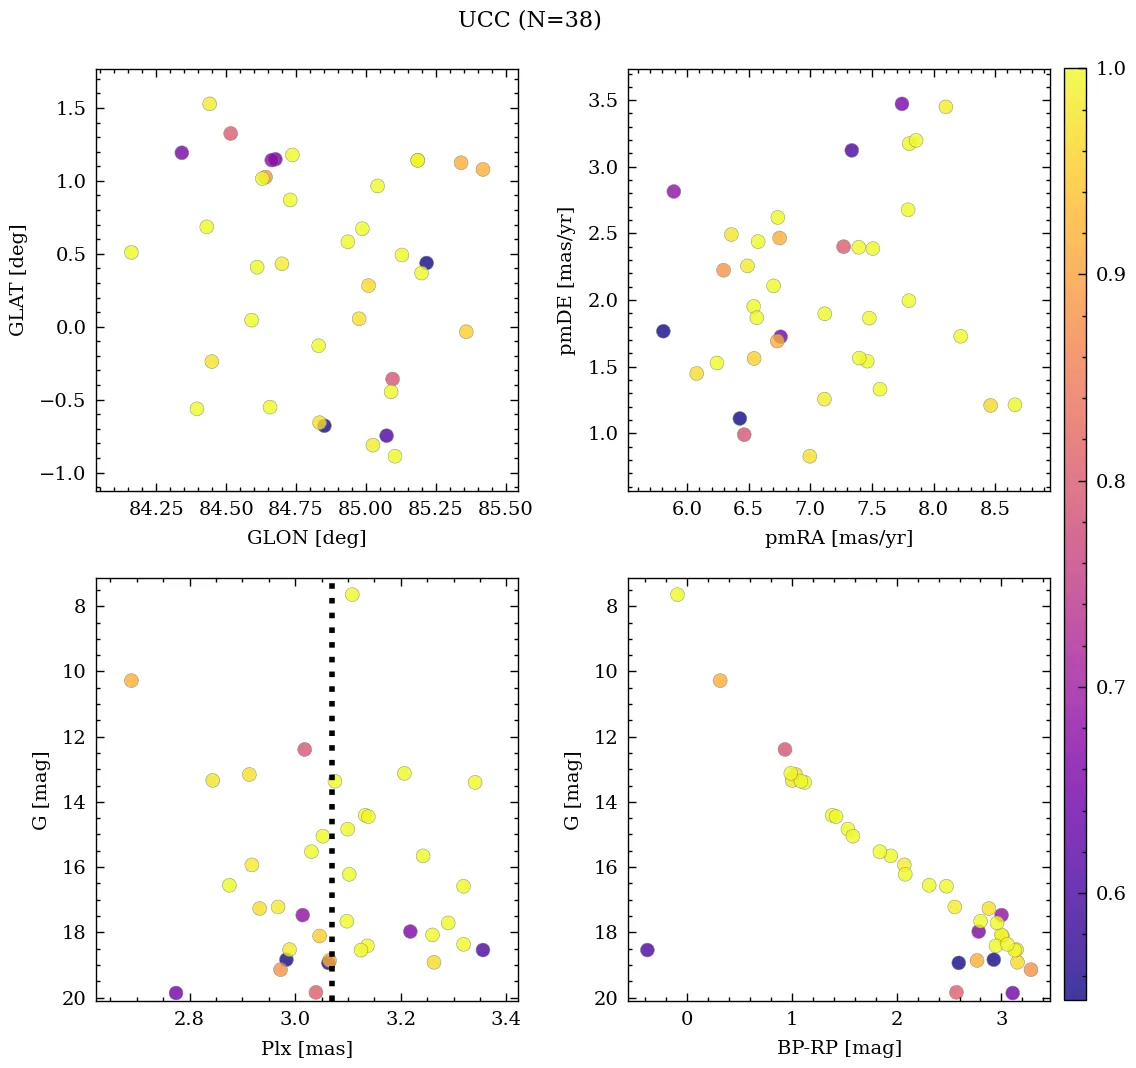 UCC (N=38)
1.5
1.0
0.5
0.0
−0.5
−1.0
GLAT [deg]
84.25 84.50 84.75 85.00 85.25 85.50
GLON [deg]
3.5
3.0
2.5
2.0
1.5
1.0
pmDE [mas/yr]
6.0 6.5 7.0 7.5 8.0 8.5
pmRA [mas/yr]
1.0
0.9
0.8
0.7
0.6
8
10
12
14
16
18
20
G [mag]
2.8 3.0 3.2 3.4
Plx [mas]
8
10
12
14
16
18
20
G [mag]
0 1 2 3
BP-RP [mag]